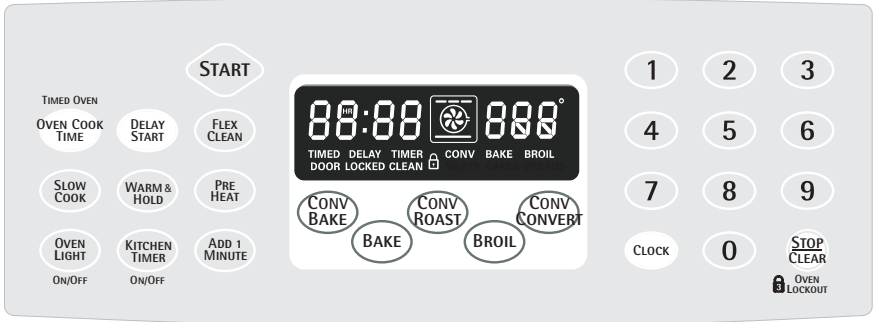 START
TIMED OVEN
OVEN COOK
TIME
DELAY
START
FLEX
CLEAN
SLOW
COOK
WARM &
HOLD
PRE
HEAT
OVEN
LIGHT
ON/OFF
KITCHEN
TIMER
ON/OFF
ADD 1
MINUTE
88:88 888°
HR
TIMED DELAY TIMER CONV BAKE BROIL
DOOR LOCKED CLEAN
CONV
BAKE
CONV
ROAST
CONV
CONVERT
BAKE
BROIL
1 2 3
4 5 6
7 8 9
CLOCK
0
STOP
CLEAR
3
OVEN
LOCKOUT